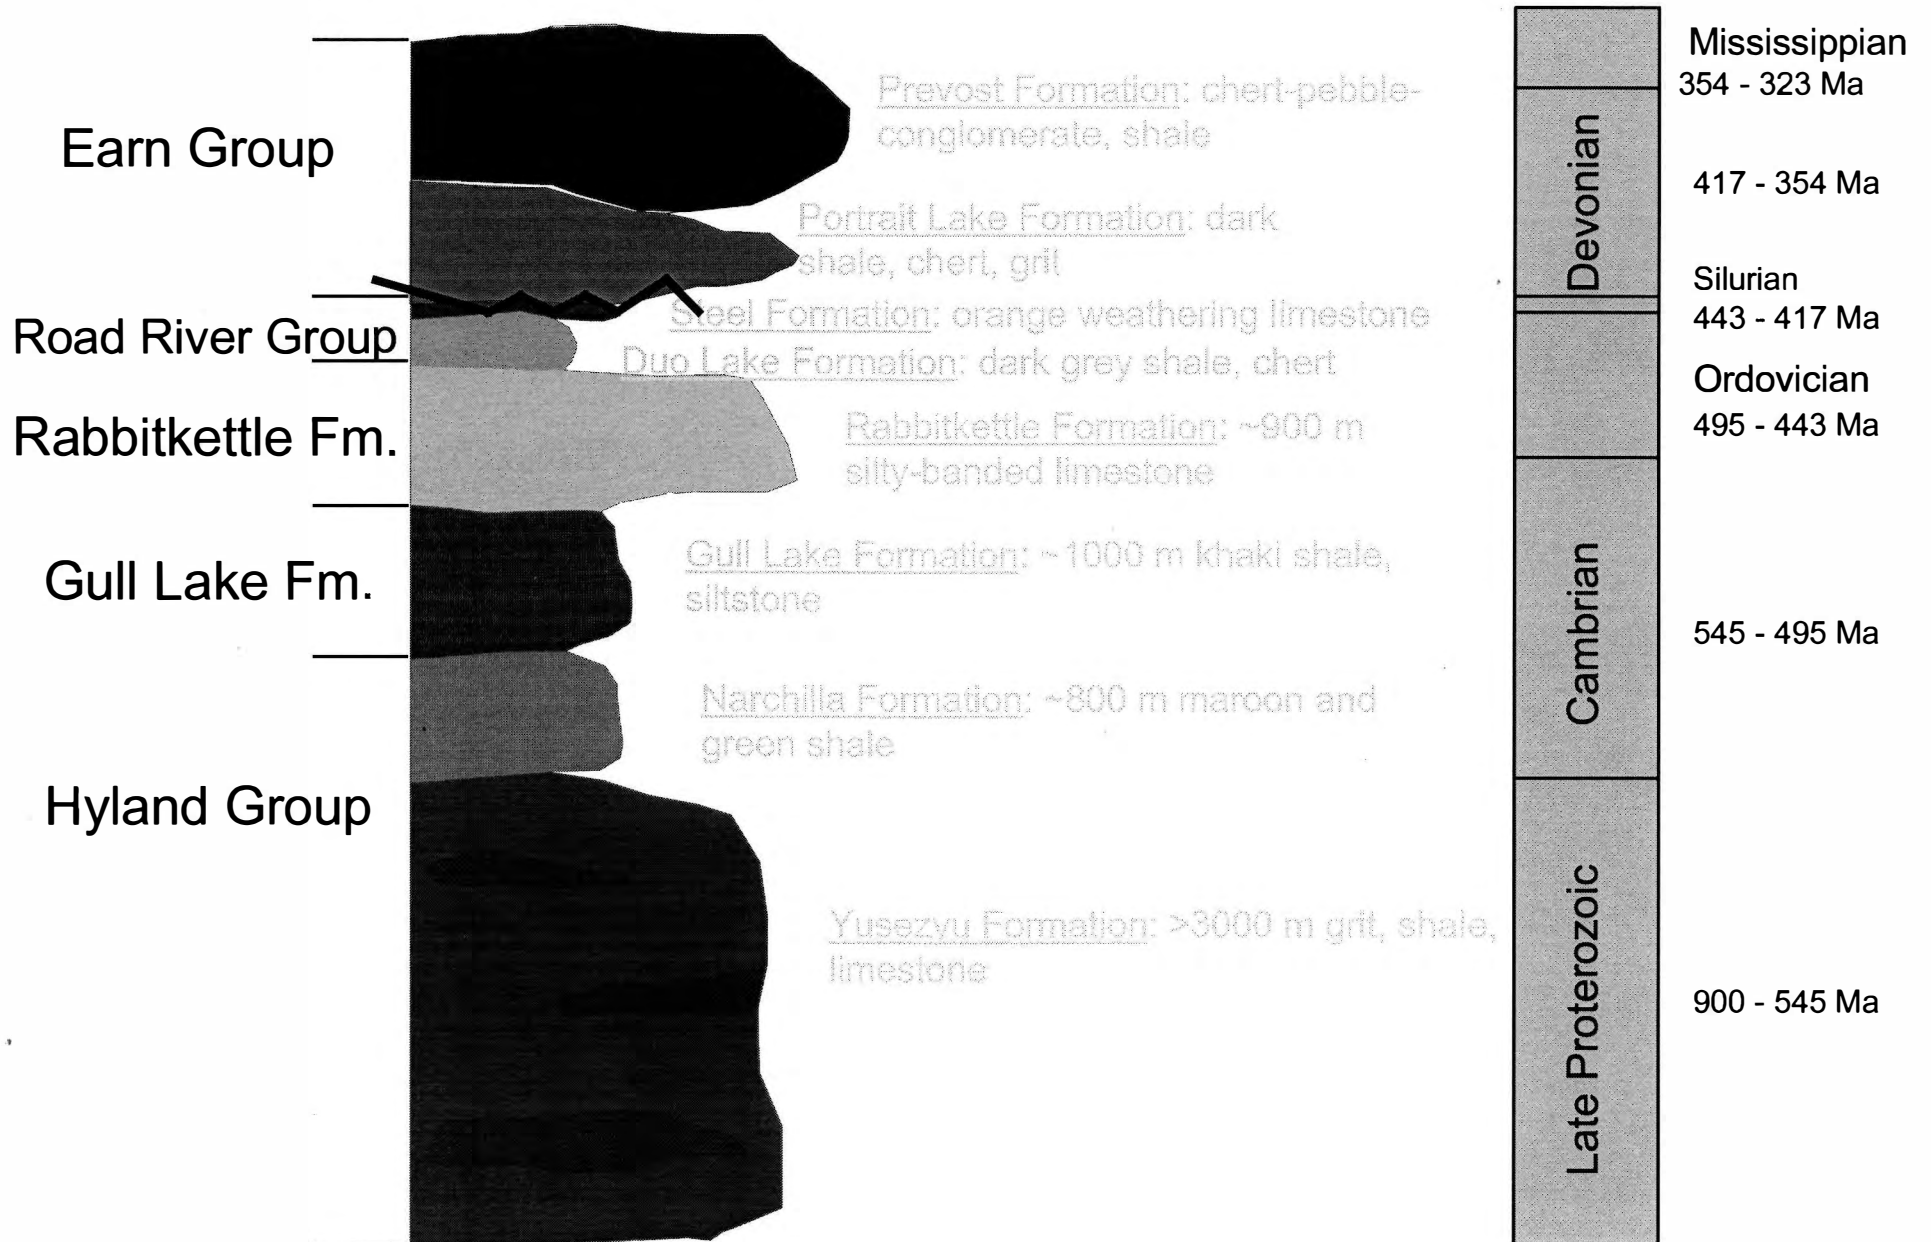 Earn Group
Road River Group
Rabbitkettle Fm.
Gull Lake Fm.
Hyland Group
Prevost Formation: chert-pebble-
conglomerate, shale
Portrait Lake Formation: dark
shale, chert, grit
Steel Formation: orange weathering limestone
Duo Lake Formation: dark grey shale, chert
Rabbitkettle Formation: ~900 m
silty-banded limestone
Gull Lake Formation: ~1000 m khaki shale,
siltstone
Narchilla Formation: ~800 m maroon and
green shale
Yusezyu Formation: >3000 m grit, shale,
limestone
Devonian
Cambrian
Late Proterozoic
Mississippian
354 - 323 Ma
417 - 354 Ma
Silurian
443 - 417 Ma
Ordovician
495 - 443 Ma
545 - 495 Ma
900 - 545 Ma